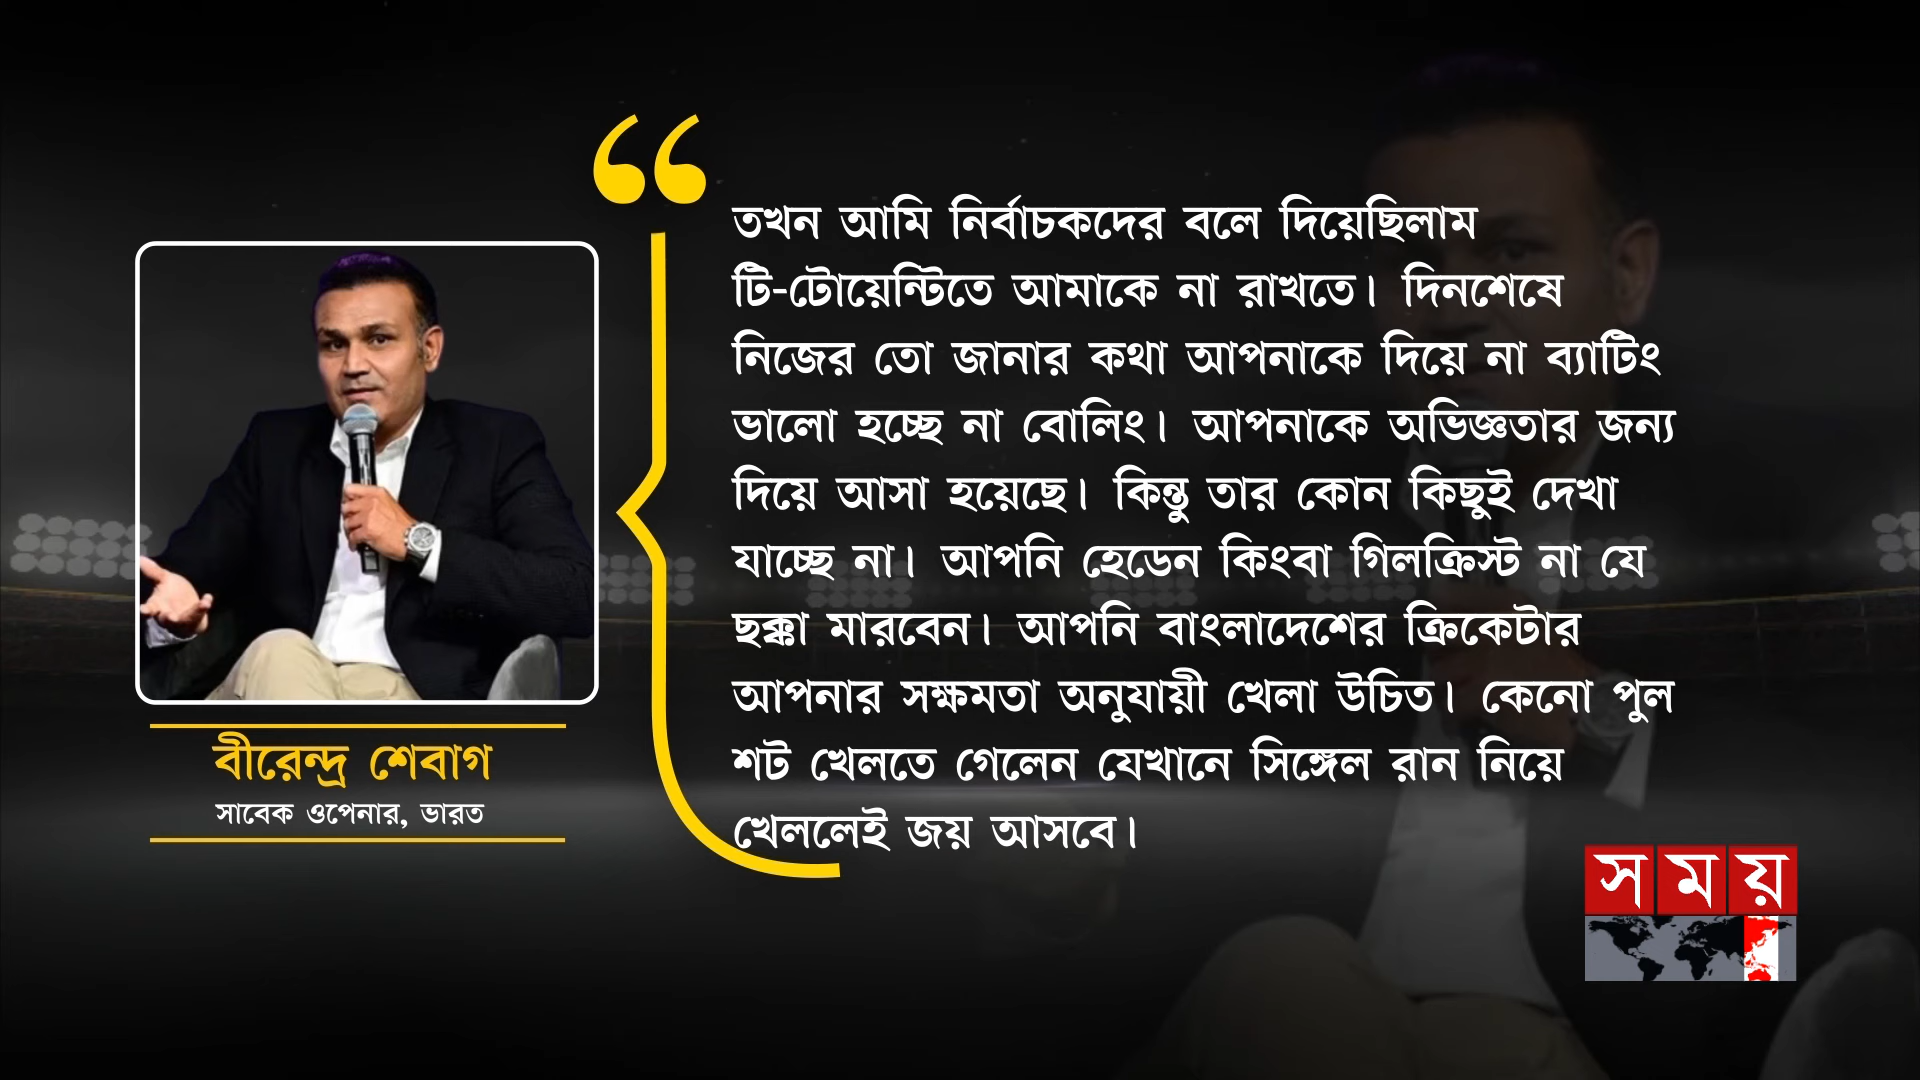 তখন আমি নির্বাচকদের বলে দিয়েছিলাম
টি-টোয়েন্টিতে আমাকে না রাখতে। দিনশেষে
নিজের তো জানার কথা আপনাকে দিয়ে না ব্যাটিং
ভালো হচ্ছে না বোলিং। আপনাকে অভিজ্ঞতার জন্য
দিয়ে আসা হয়েছে। কিন্তু তার কোন কিছুই দেখা
যাচ্ছে না। আপনি হেডেন কিংবা গিলক্রিস্ট না যে
ছক্কা মারবেন। আপনি বাংলাদেশের ক্রিকেটার
আপনার সক্ষমতা অনুযায়ী খেলা উচিত। কেনো পুল
শট খেলতে গেলেন যেখানে সিঙ্গেল রান নিয়ে
খেললেই জয় আসবে।
বীরেন্দ্র শেবাগ
সাবেক ওপেনার, ভারত
সময়